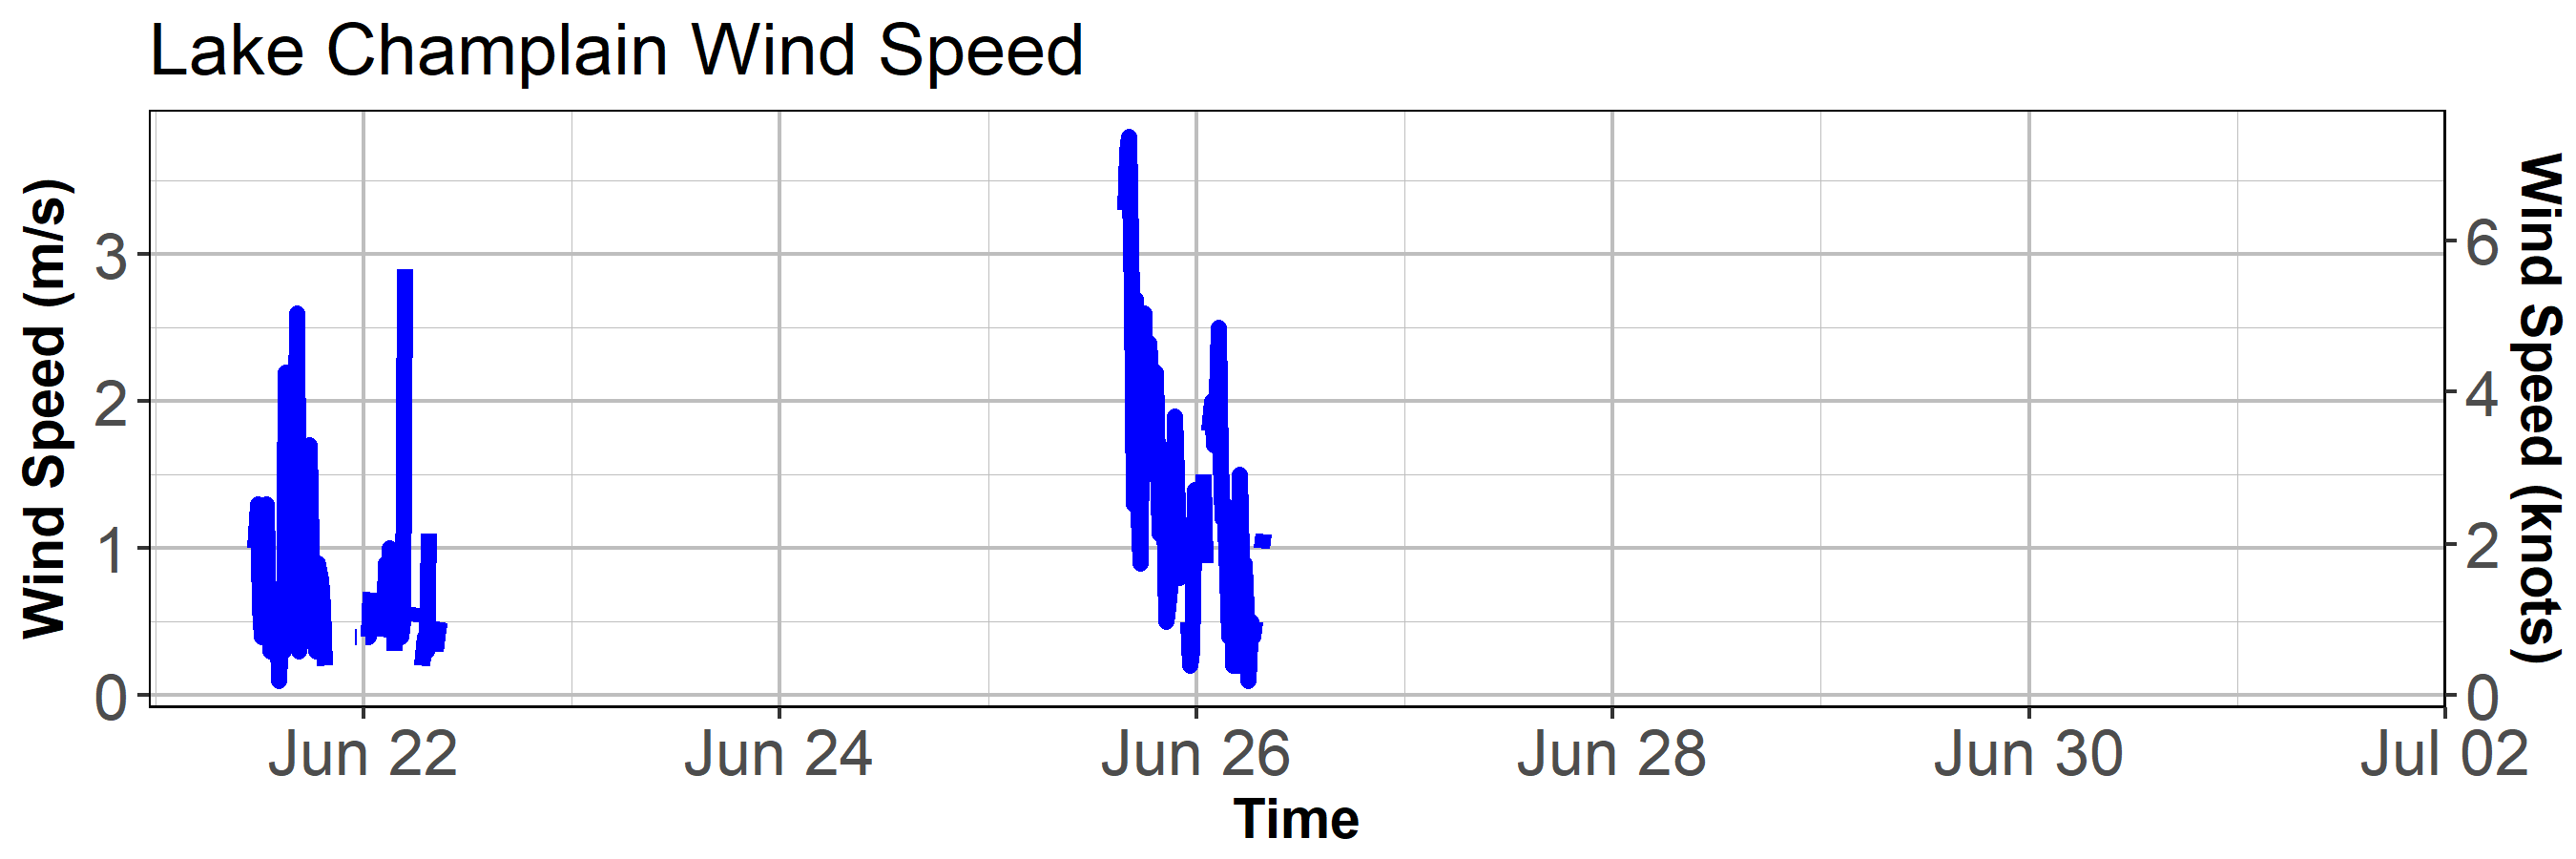 Lake Champlain Wind Speed
Wind Speed (m/s)
3
2
1
0
6
4
2
0
Wind Speed (knots)
Jun 22 Jun 24 Jun 26 Jun 28 Jun 30 Jul 02
Time